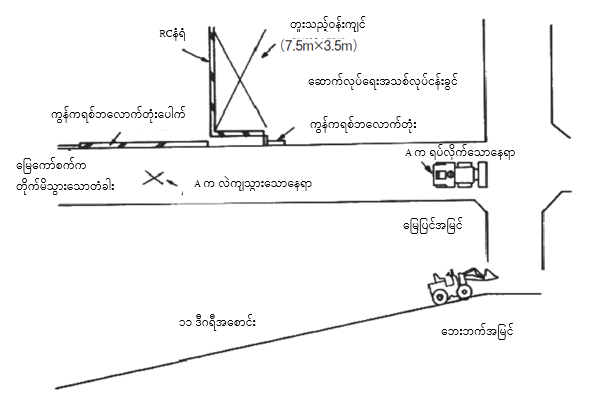 တူးသည့်ဝန်းကျင်
(7.5m×3.5m)
RCနံရံ
ဆောက်လုပ်ရေးအသစ်လုပ်ငန်းခွင်
ကွန်ကရစ်ဘလောက်တုံးပေါက်
ကွန်ကရစ်ဘလောက်တုံး
A က ရပ်လိုက်သောနေရာ
မြေကော်စက်က
တိုက်မိသွားသောတံခါး
A က လဲကျသွားသောနေရာ
မြေပြင်အမြင်
၁၁ ဒီဂရီအစောင်း
ဘေးဘက်အမြင်